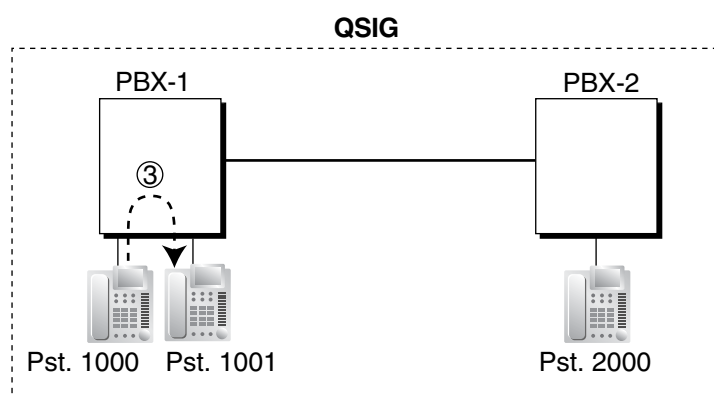 QSIG
PBX-1
PBX-2
③
Pst. 1000
Pst. 1001
Pst. 2000